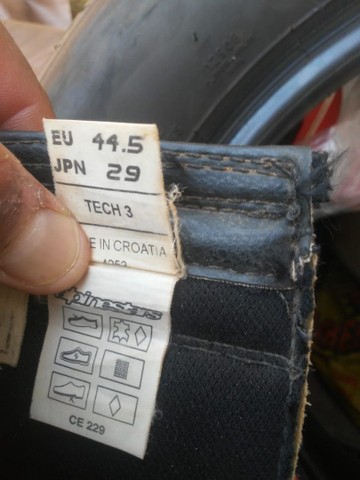 EU 44.5
JPN 29
TECH 3
E IN CROATIA
alpinestars
CE 229